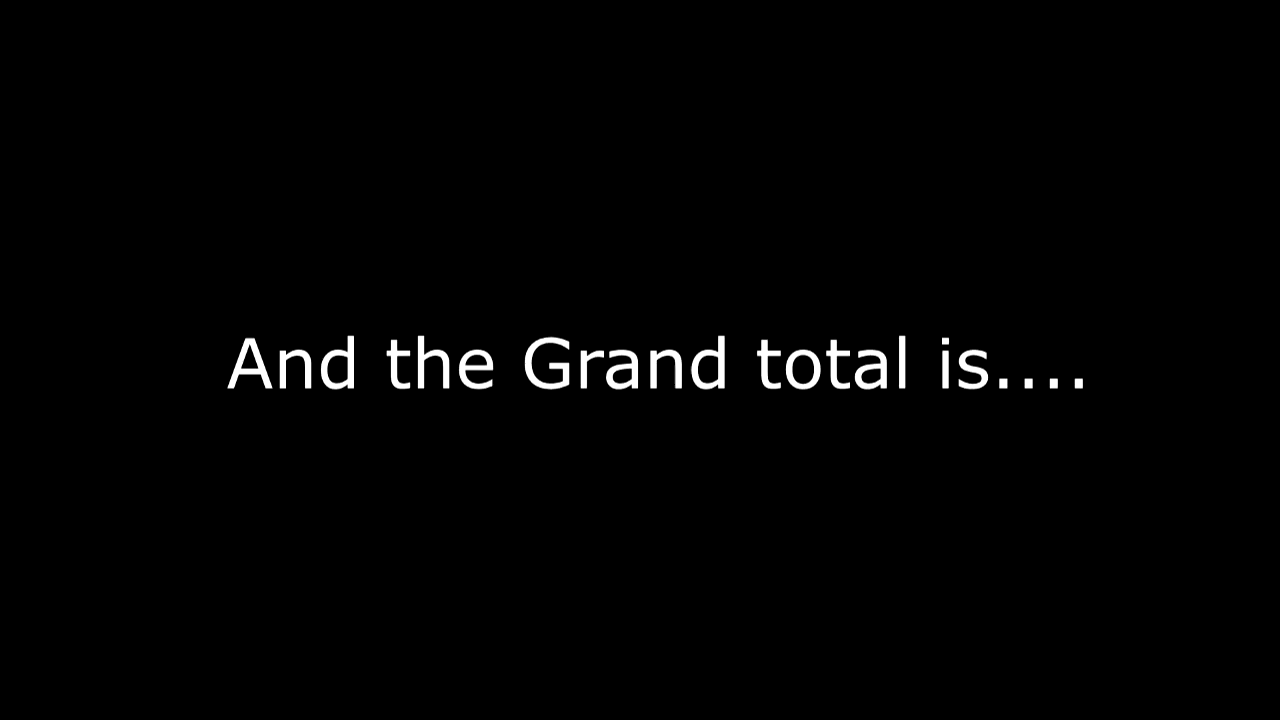 And the Grand total is....